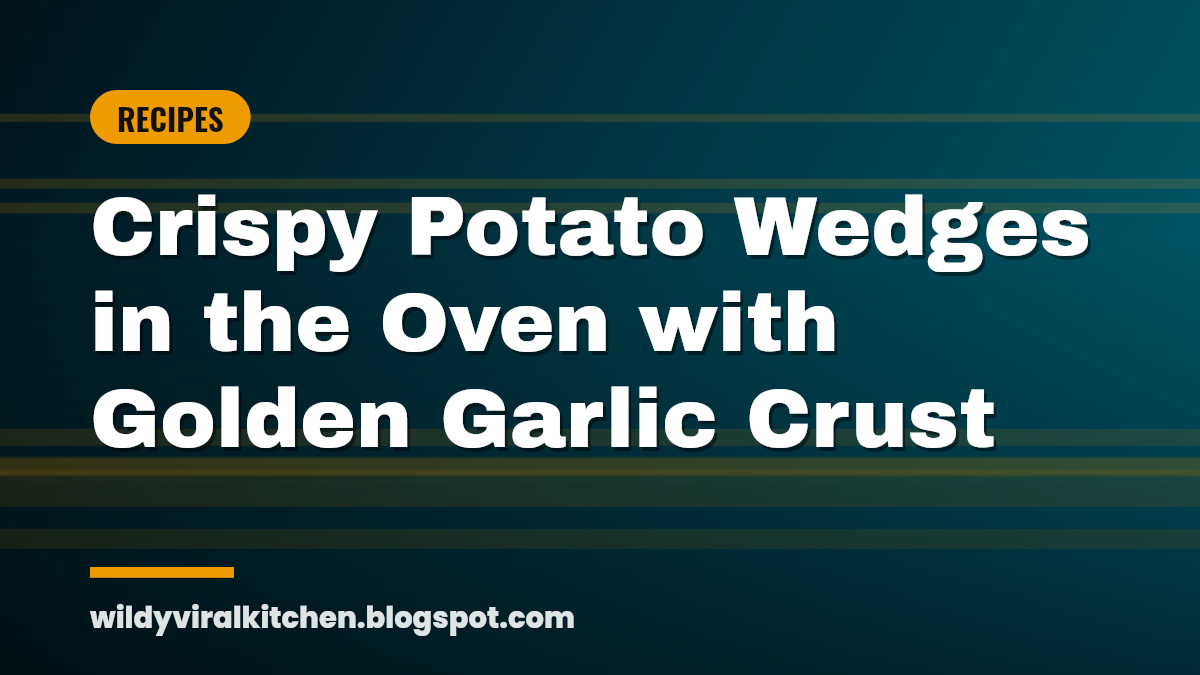 RECIPES
Crispy Potato Wedges
in the Oven with
Golden Garlic Crust
wildyviralkitchen.blogspot.com